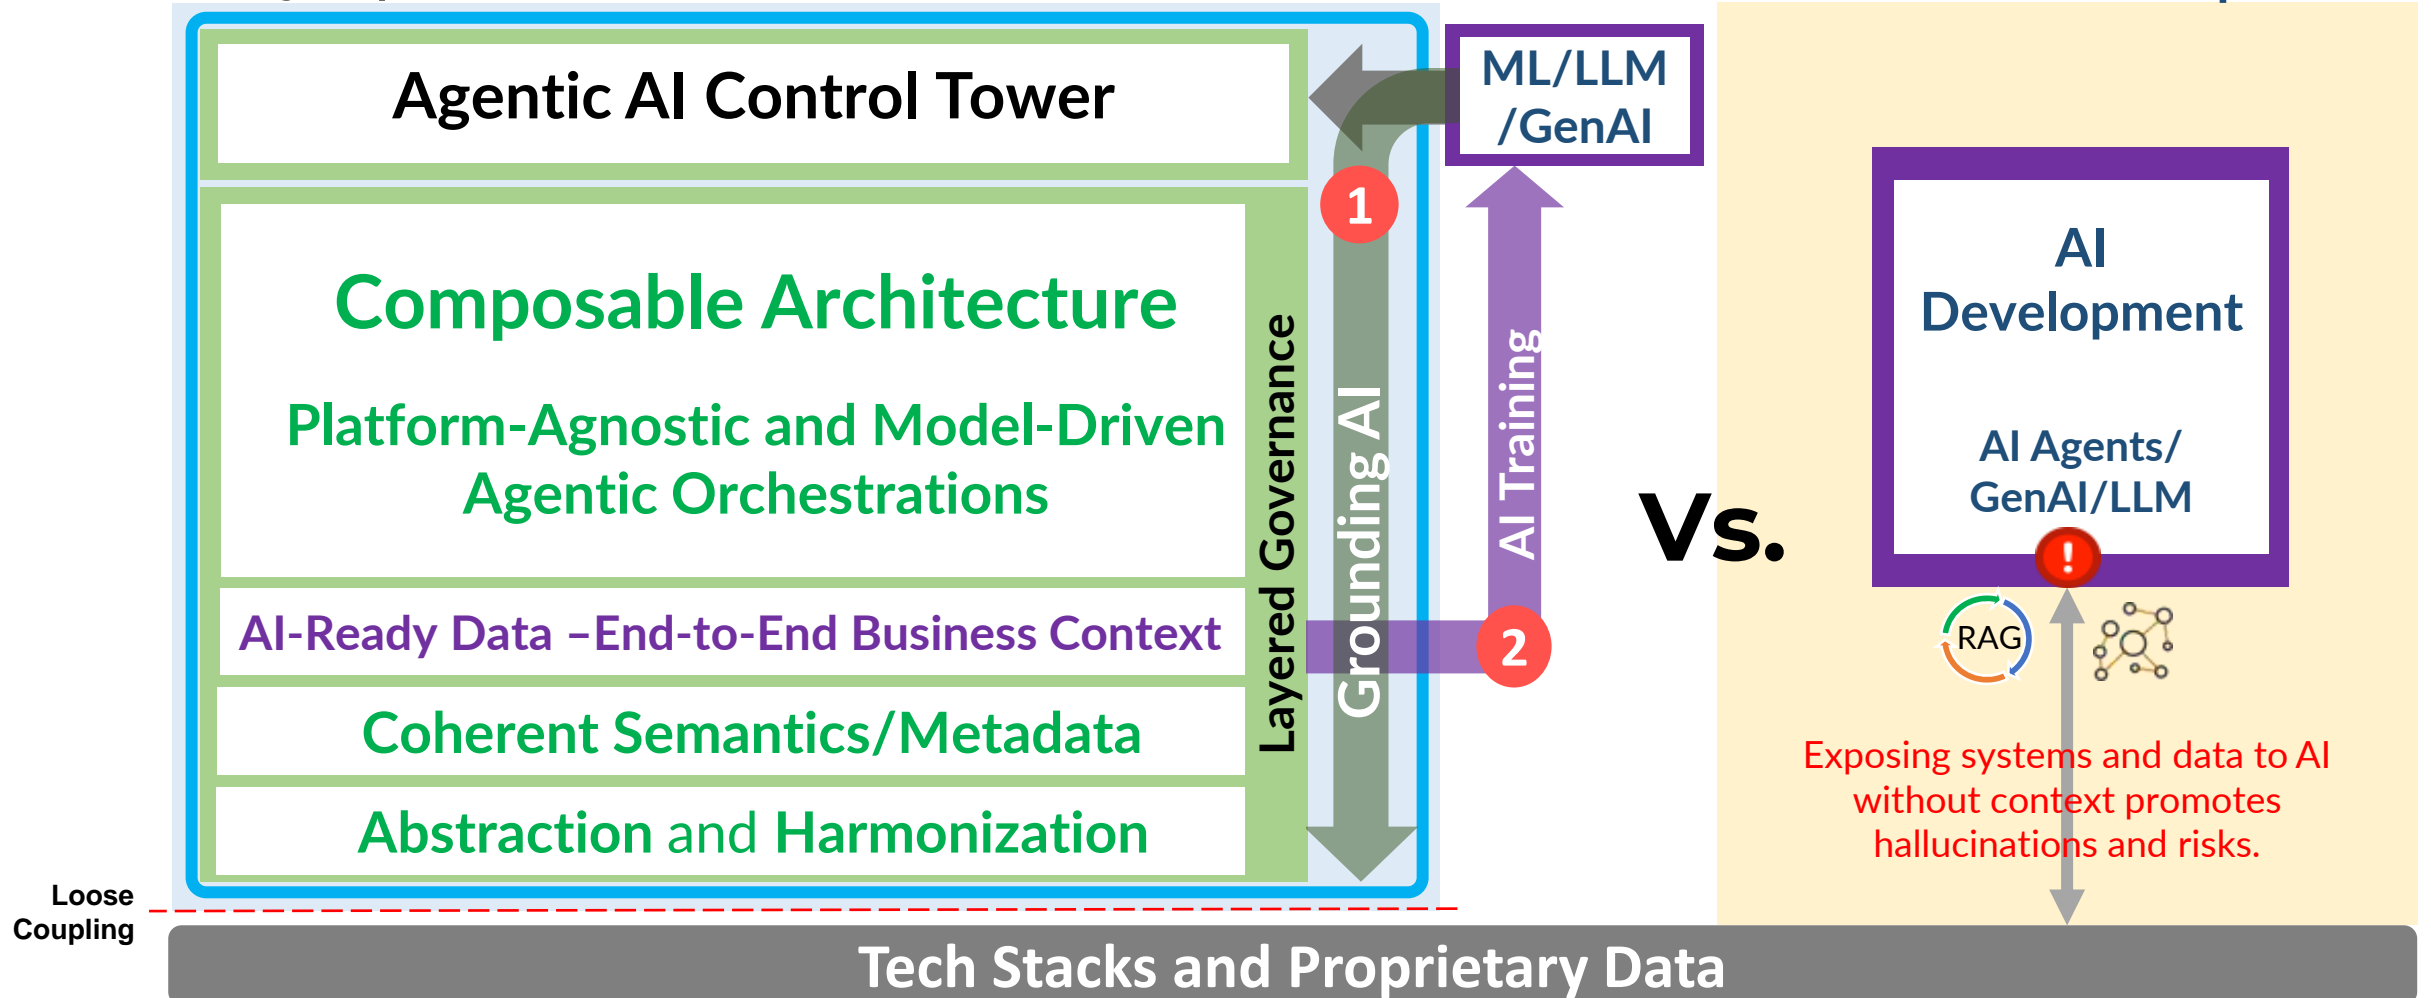 Agentic AI Control Tower
ML/LLM
/GenAI
1
Composable Architecture
Platform-Agnostic and Model-Driven
Agentic Orchestrations
AI-Ready Data –End-to-End Business Context
Coherent Semantics/Metadata
Abstraction and Harmonization
Layered Governance
Grounding AI
AI Training
2
Vs.
AI
Development
AI Agents/
GenAI/LLM
!
RAG
Exposing systems and data to AI
without context promotes
hallucinations and risks.
Loose
Coupling
Tech Stacks and Proprietary Data